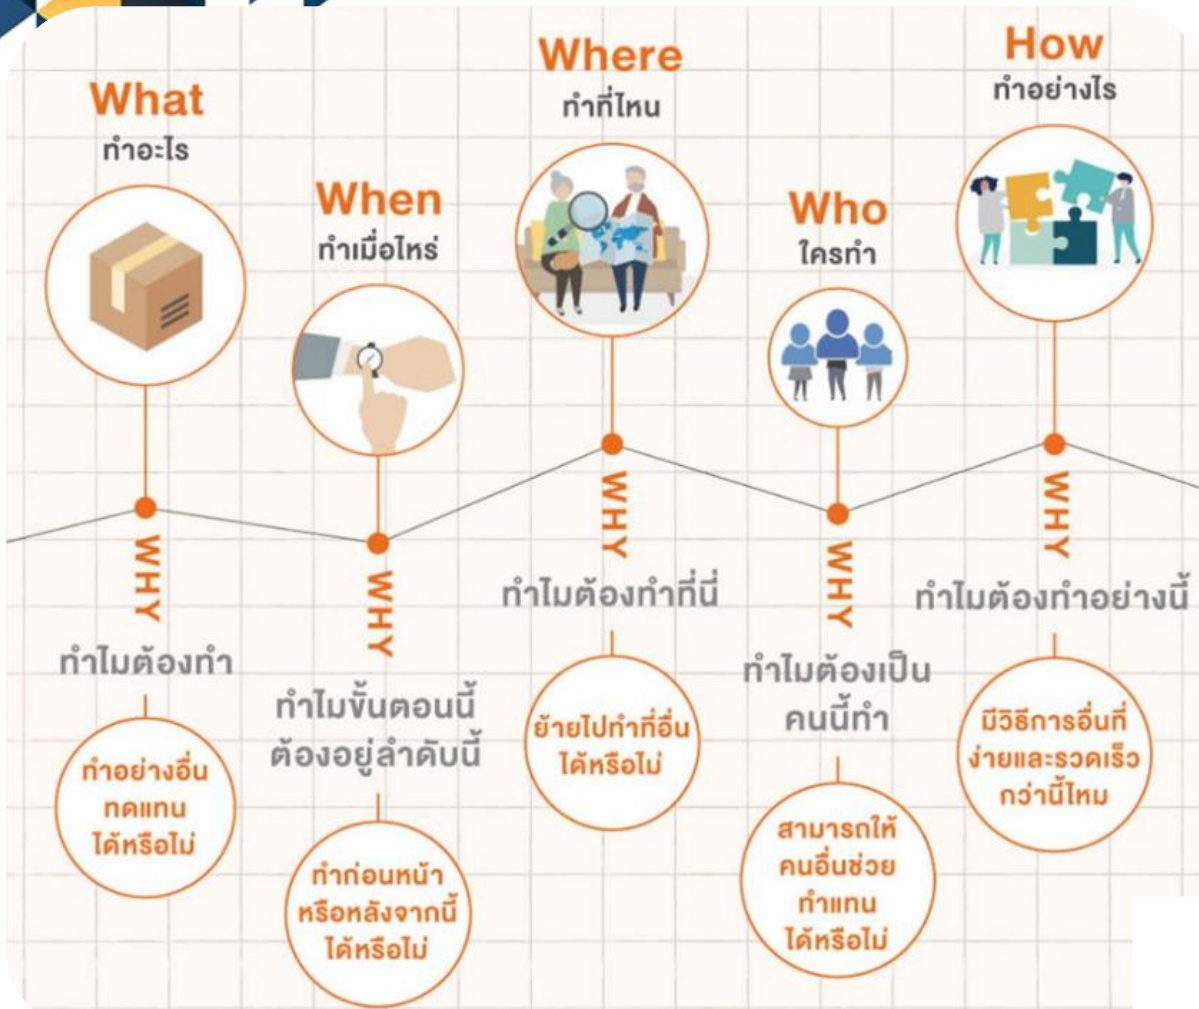 What
ทำอะไร
WHY
ทำไมต้องทำ
ทำอย่างอื่น
ทดแทน
ได้หรือไม่
When
ทำเมื่อไหร่
WHY
ทำไมขั้นตอนนี้
ต้องอยู่ลำดับนี้
ทำก่อนหน้า
หรือหลังจากนี้
ได้หรือไม่
Where
ทำที่ไหน
WHY
ทำไมต้องทำที่นี่
ย้ายไปทำที่อื่น
ได้หรือไม่
Who
ใครทำ
WHY
ทำไมต้องเป็น
คนนี้ทำ
สามารถให้
คนอื่นช่วย
ทำแทน
ได้หรือไม่
How
ทำอย่างไร
WHY
ทำไมต้องทำอย่างนี้
มีวิธีการอื่นที่
ง่ายและรวดเร็ว
กว่านี้ไหม